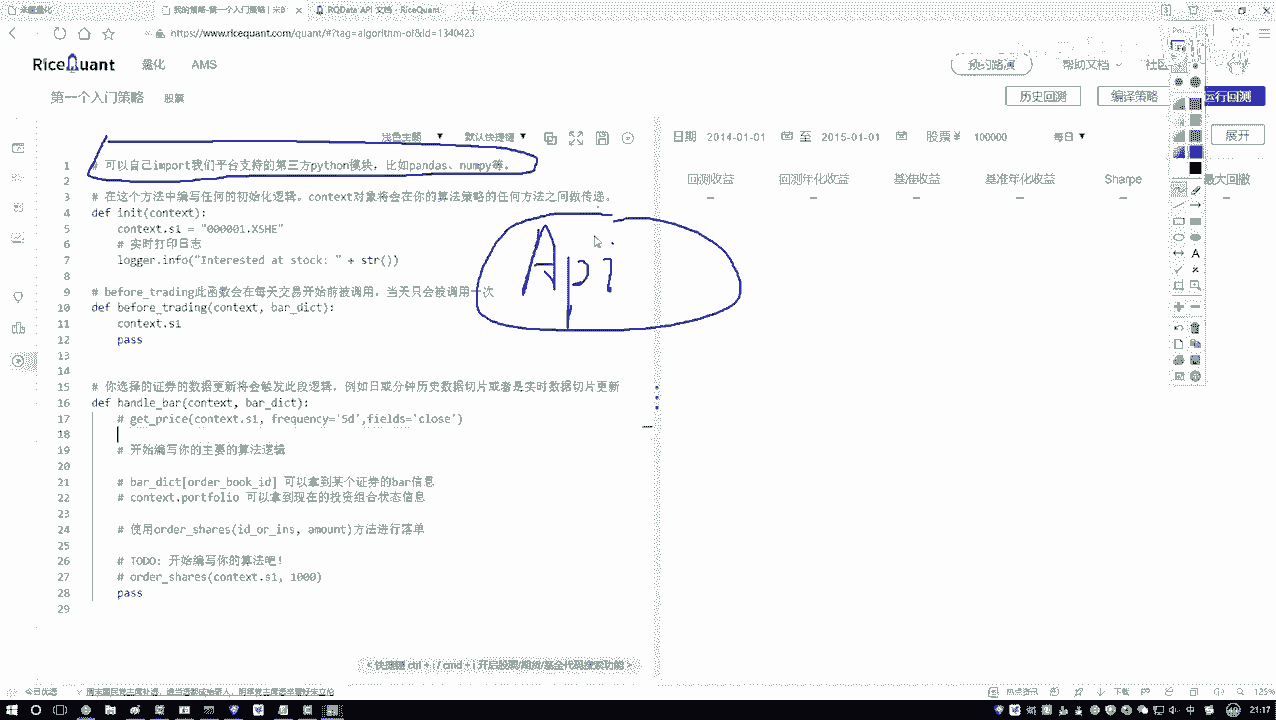 我的策略-第一个入门策略 | 米
RQData API 文档 - RiceQuant
https://www.ricequant.com/quant/#?tag=algorithm-of&id=1340423
RiceQuant 量化 AMS 预约路演 帮助文档 社区
第一个入门策略 股票 历史回测 编译策略 运行回测
浅色主题 默认快捷键 日期 2014-01-01 至 2015-01-01 股票¥ 100000 每日 展开
回测收益 回测年化收益 基准收益 基准年化收益 Sharpe 最大回撤
1 # 可以自己import我们平台支持的第三方python模块，比如pandas、numpy等。
2
3 # 在这个方法中编写任何的初始化逻辑。context对象将会在你的算法策略的任何方法之间做传递。
4 def init(context):
5 context.s1 = "000001.XSHE"
6 # 实时打印日志
7 logger.info("Interested at stock: " + str())
8
9 # before_trading此函数会在每天交易开始前被调用，当天只会被调用一次
10 def before_trading(context, bar_dict):
11 context.s1
12 pass
13
14
15 # 你选择的证券的数据更新将会触发此段逻辑，例如日或分钟历史数据切片或者是实时数据切片更新
16 def handle_bar(context, bar_dict):
17 # get_price(context.s1, frequency='5d',fields='close')
18
19 # 开始编写你的主要的算法逻辑
20
21 # bar_dict[order_book_id] 可以拿到某个证券的bar信息
22 # context.portfolio 可以拿到现在的投资组合状态信息
23
24 # 使用order_shares(id_or_ins, amount)方法进行落单
25
26 # TODO: 开始编写你的算法吧！
27 # order_shares(context.s1, 1000)
28 pass
29
Api
<快捷键 ctrl + i / cmd + i 开启股票/期货/基金代码搜索功能>
今日优选
热点资讯 下载 125%
中 21:17